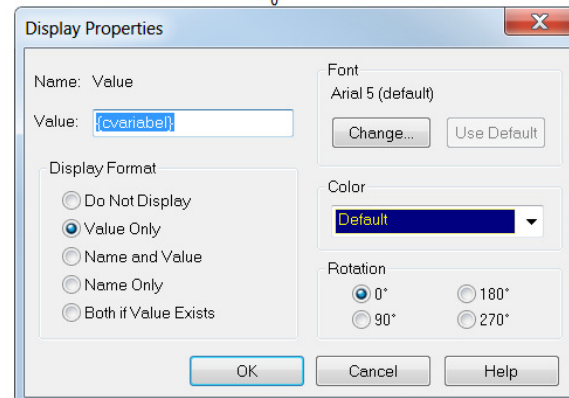 Display Properties
Name: Value
Value: {cvariabel}
Display Format
Do Not Display
Value Only
Name and Value
Name Only
Both if Value Exists
Font
Arial 5 (default)
Change...
Use Default
Color
Default
Rotation
0° 180°
90° 270°
OK Cancel Help